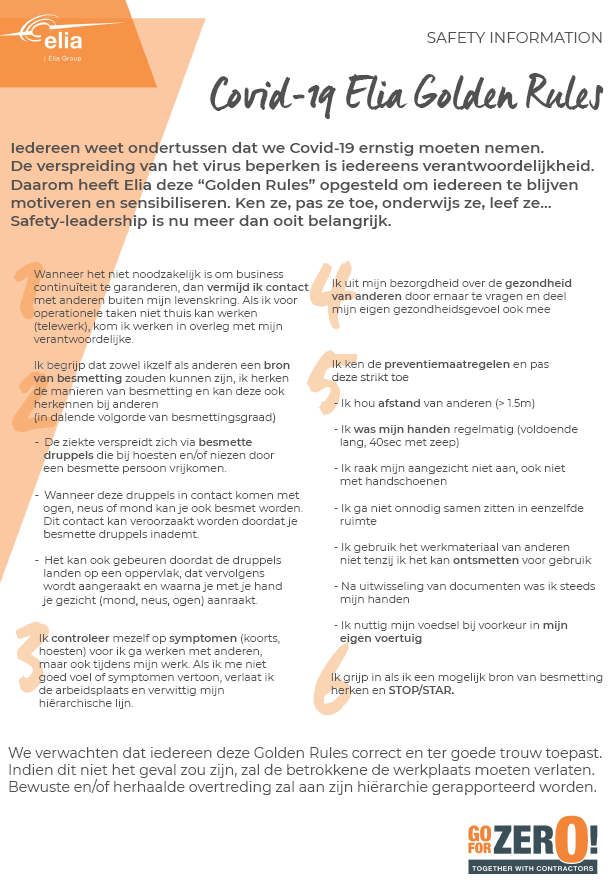 elia
| Elia Group
SAFETY INFORMATION
Covid-19 Elia Golden Rules
Iedereen weet ondertussen dat we Covid-19 ernstig moeten nemen.
De verspreiding van het virus beperken is iedereens verantwoordelijkheid.
Daarom heeft Elia deze “Golden Rules” opgesteld om iedereen te blijven
motiveren en sensibiliseren. Ken ze, pas ze toe, onderwijs ze, leef ze...
Safety-leadership is nu meer dan ooit belangrijk.
1
Wanneer het niet noodzakelijk is om business
continuïteit te garanderen, dan vermijd ik contact
met anderen buiten mijn levenskring. Als ik voor
operationele taken niet thuis kan werken
(telewerk), kom ik werken in overleg met mijn
verantwoordelijke.
2
Ik begrijp dat zowel ikzelf als anderen een bron
van besmetting zouden kunnen zijn, ik herken
de manieren van besmetting en kan deze ook
herkennen bij anderen
(in dalende volgorde van besmettingsgraad)
- De ziekte verspreidt zich via besmette
druppels die bij hoesten en/of niezen door
een besmette persoon vrijkomen.
- Wanneer deze druppels in contact komen met
ogen, neus of mond kan je ook besmet worden.
Dit contact kan veroorzaakt worden doordat je
besmette druppels inademt.
- Het kan ook gebeuren doordat de druppels
landen op een oppervlak, dat vervolgens
wordt aangeraakt en waarna je met je hand
je gezicht (mond, neus, ogen) aanraakt.
3
Ik controleer mezelf op symptomen (koorts,
hoesten) voor ik ga werken met anderen,
maar ook tijdens mijn werk. Als ik me niet
goed voel of symptomen vertoon, verlaat ik
de arbeidsplaats en verwittig mijn
hiërarchische lijn.
4
Ik uit mijn bezorgdheid over de gezondheid
van anderen door ernaar te vragen en deel
mijn eigen gezondheidsgevoel ook mee
5
Ik ken de preventiemaatregelen en pas
deze strikt toe
- Ik hou afstand van anderen (> 1.5m)
- Ik was mijn handen regelmatig (voldoende
lang, 40sec met zeep)
- Ik raak mijn aangezicht niet aan, ook niet
met handschoenen
- Ik ga niet onnodig samen zitten in eenzelfde
ruimte
- Ik gebruik het werkmateriaal van anderen
niet tenzij ik het kan ontsmetten voor gebruik
- Na uitwisseling van documenten was ik steeds
mijn handen
- Ik nuttig mijn voedsel bij voorkeur in mijn
eigen voertuig
6
Ik grijp in als ik een mogelijk bron van besmetting
herken en STOP/STAR.
We verwachten dat iedereen deze Golden Rules correct en ter goede trouw toepast.
Indien dit niet het geval zou zijn, zal de betrokkene de werkplaats moeten verlaten.
Bewuste en/of herhaalde overtreding zal aan zijn hiërarchie gerapporteerd worden.
GO FOR ZERO!
TOGETHER WITH CONTRACTORS